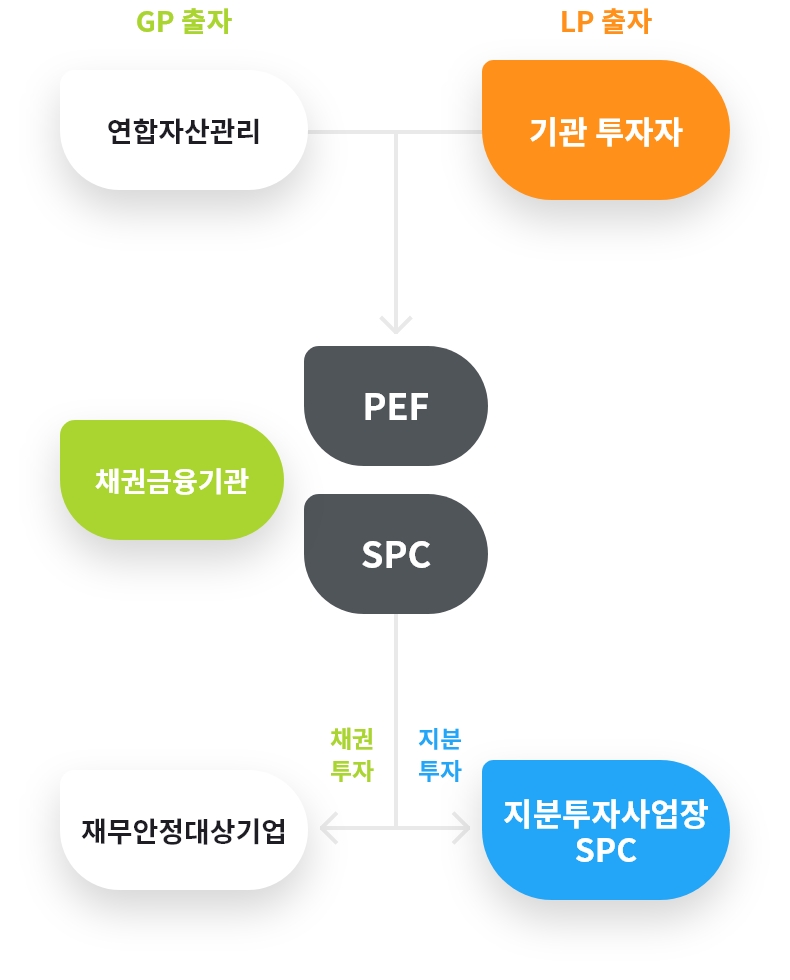 GP 출자
LP 출자
연합자산관리
기관 투자자
PEF
채권금융기관
SPC
채권
투자
지분
투자
재무안정대상기업
지분투자사업장
SPC